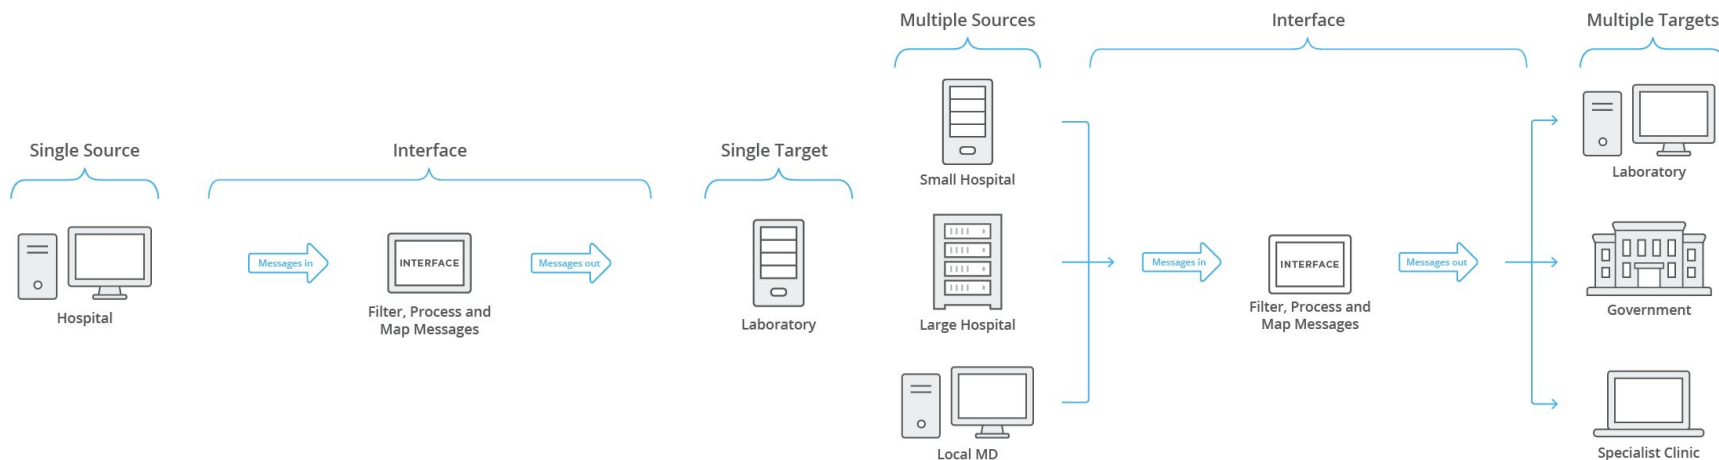 Single Source
Interface
Single Target
Hospital
Messages in
INTERFACE
Filter, Process and
Map Messages
Messages out
Laboratory
Multiple Sources
Interface
Multiple Targets
Small Hospital
Large Hospital
Local MD
Messages in
INTERFACE
Filter, Process and
Map Messages
Messages out
Laboratory
Government
Specialist Clinic